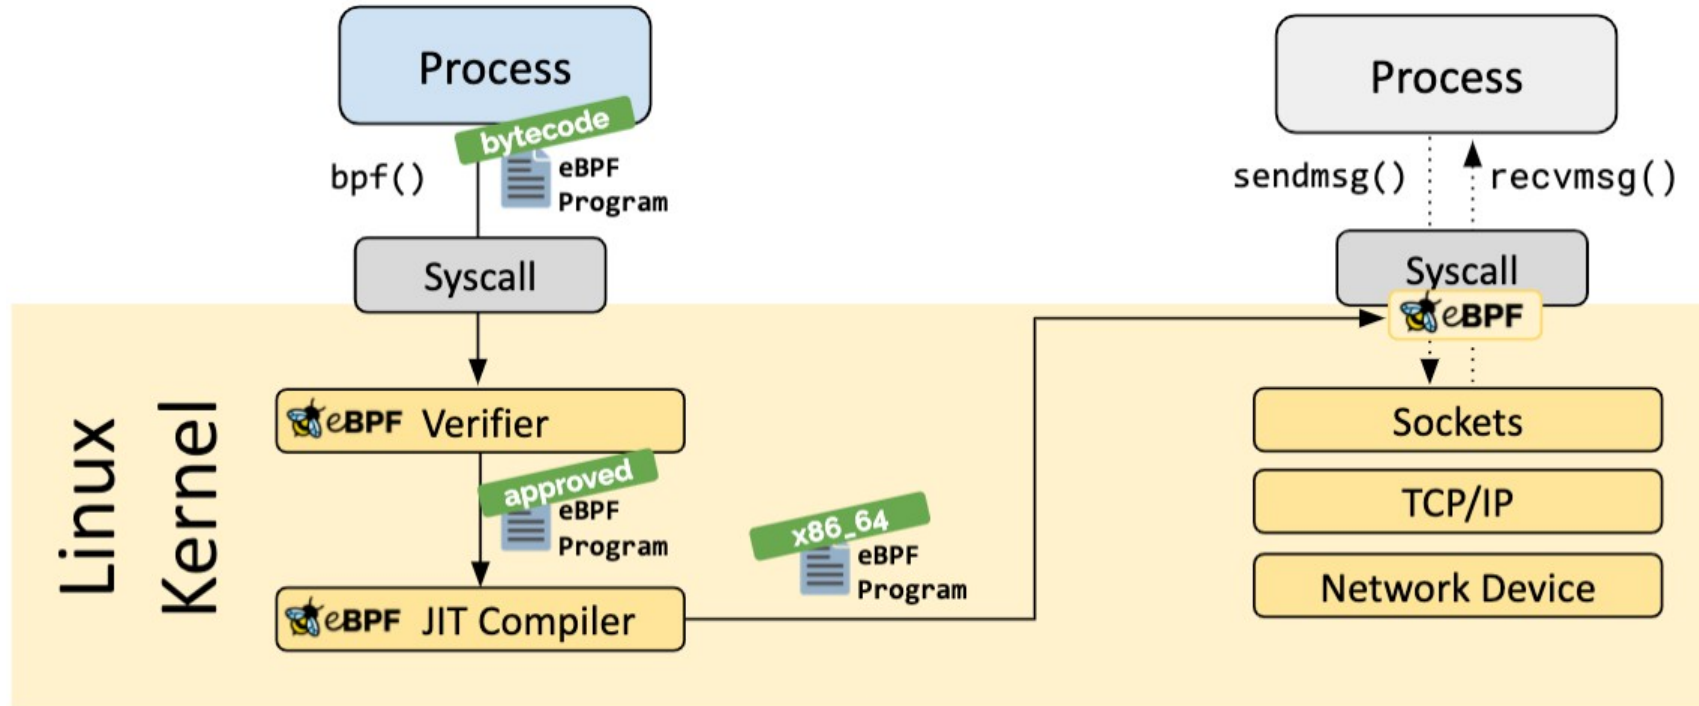 Process
bytecode
bpf()
eBPF
Program
Syscall
eBPF Verifier
approved
eBPF
Program
eBPF JIT Compiler
x86_64
eBPF
Program
Linux
Kernel
Process
sendmsg()
recvmsg()
Syscall
eBPF
Sockets
TCP/IP
Network Device